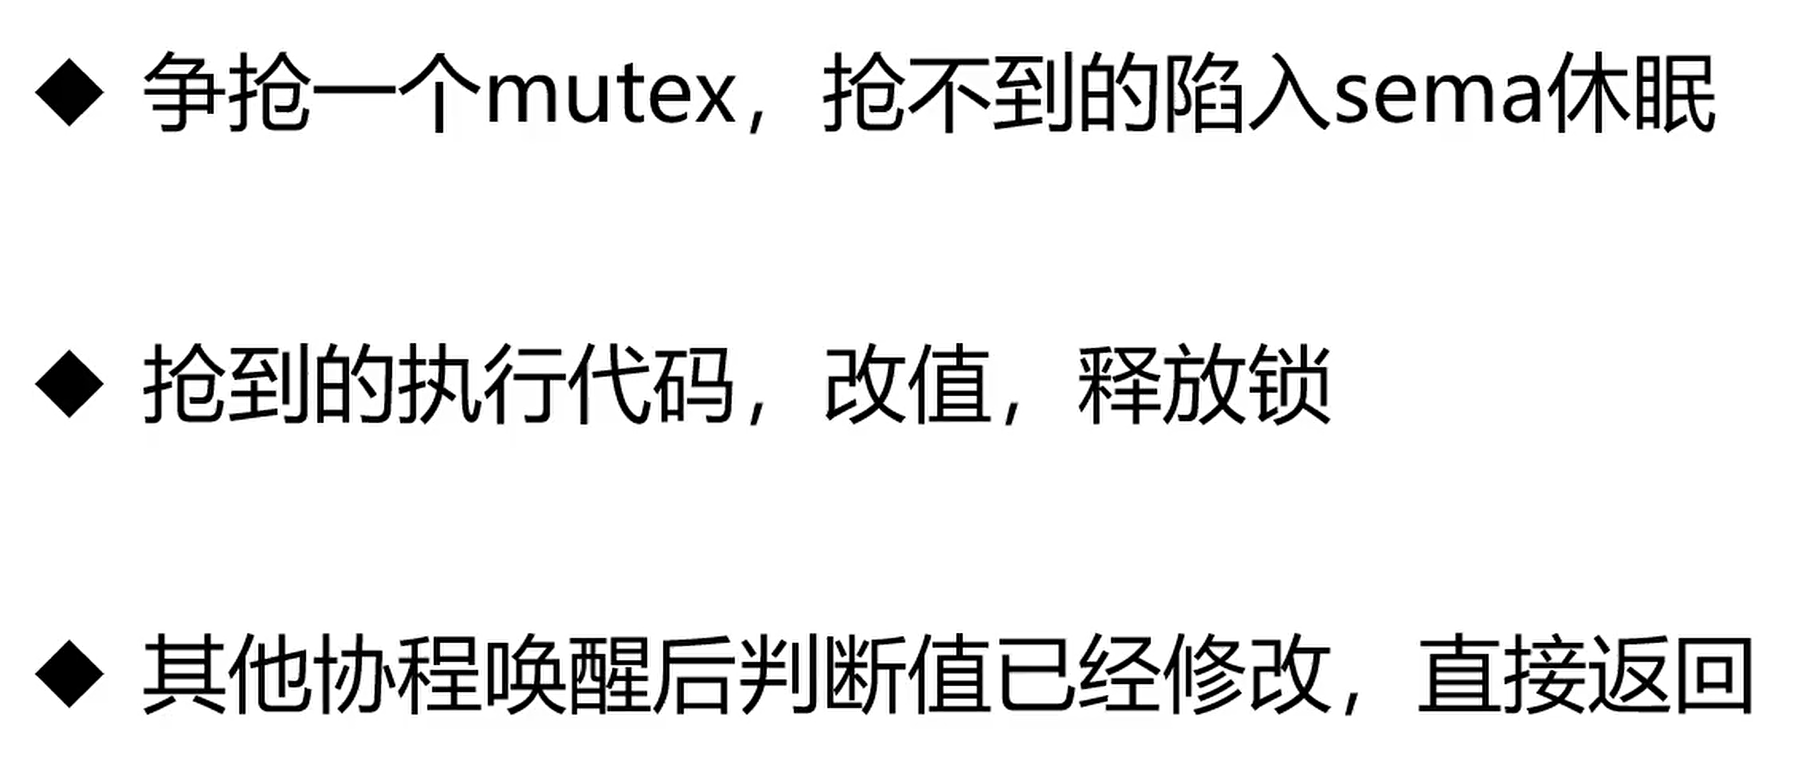 ◆ 争抢一个mutex，抢不到的陷入sema休眠
◆ 抢到的执行代码，改值，释放锁
◆ 其他协程唤醒后判断值已经修改，直接返回